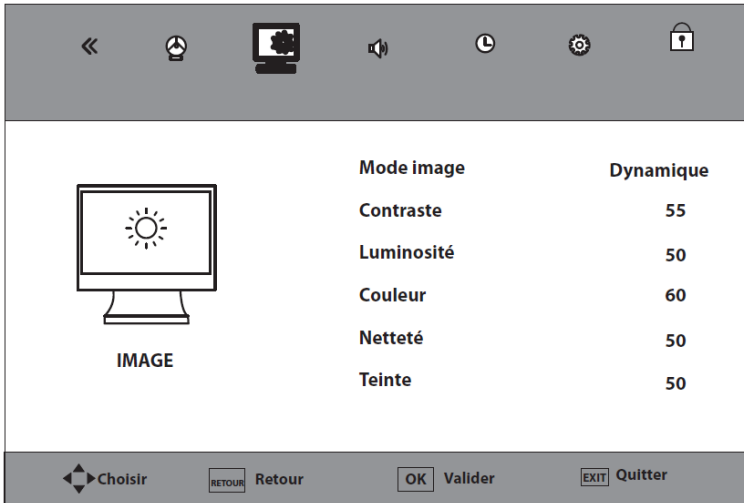 Mode image Dynamique
Contraste 55
Luminosité 50
Couleur 60
Netteté 50
Teinte 50
IMAGE
Choisir RETOUR Retour OK Valider EXIT Quitter